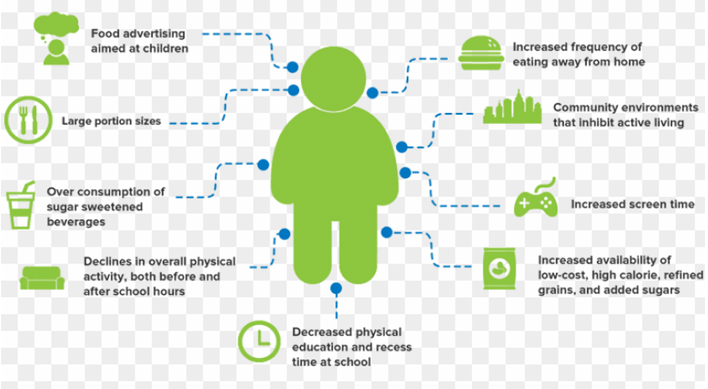 Food advertising
aimed at children
Large portion sizes
Over consumption of
sugar sweetened
beverages
Declines in overall physical
activity, both before and
after school hours
Decreased physical
education and recess
time at school
Increased frequency of
eating away from home
Community environments
that inhibit active living
Increased screen time
Increased availability of
low-cost, high calorie, refined
grains, and added sugars